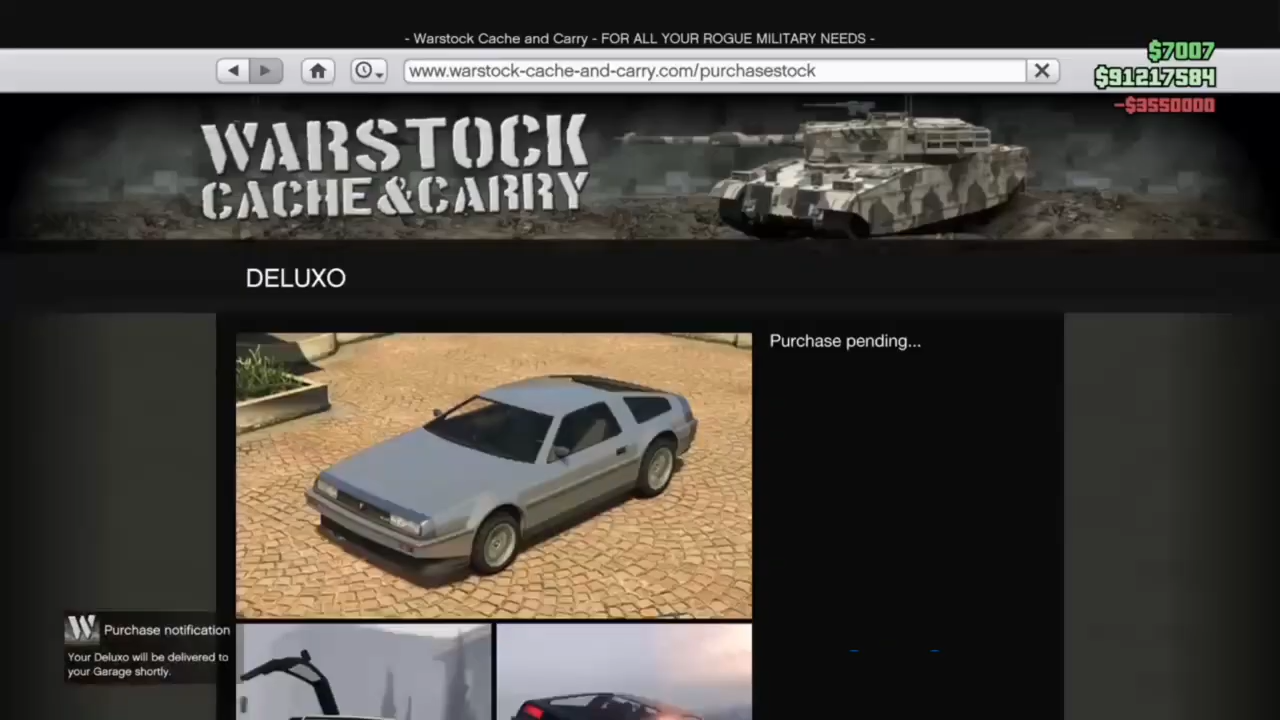 - Warstock Cache and Carry - FOR ALL YOUR ROGUE MILITARY NEEDS -
$7007
www.warstock-cache-and-carry.com/purchasestock
$91217584
-$3550000
WARSTOCK
CACHE&CARRY
DELUXO
Purchase pending...
W
Purchase notification
Your Deluxo will be delivered to
your Garage shortly.